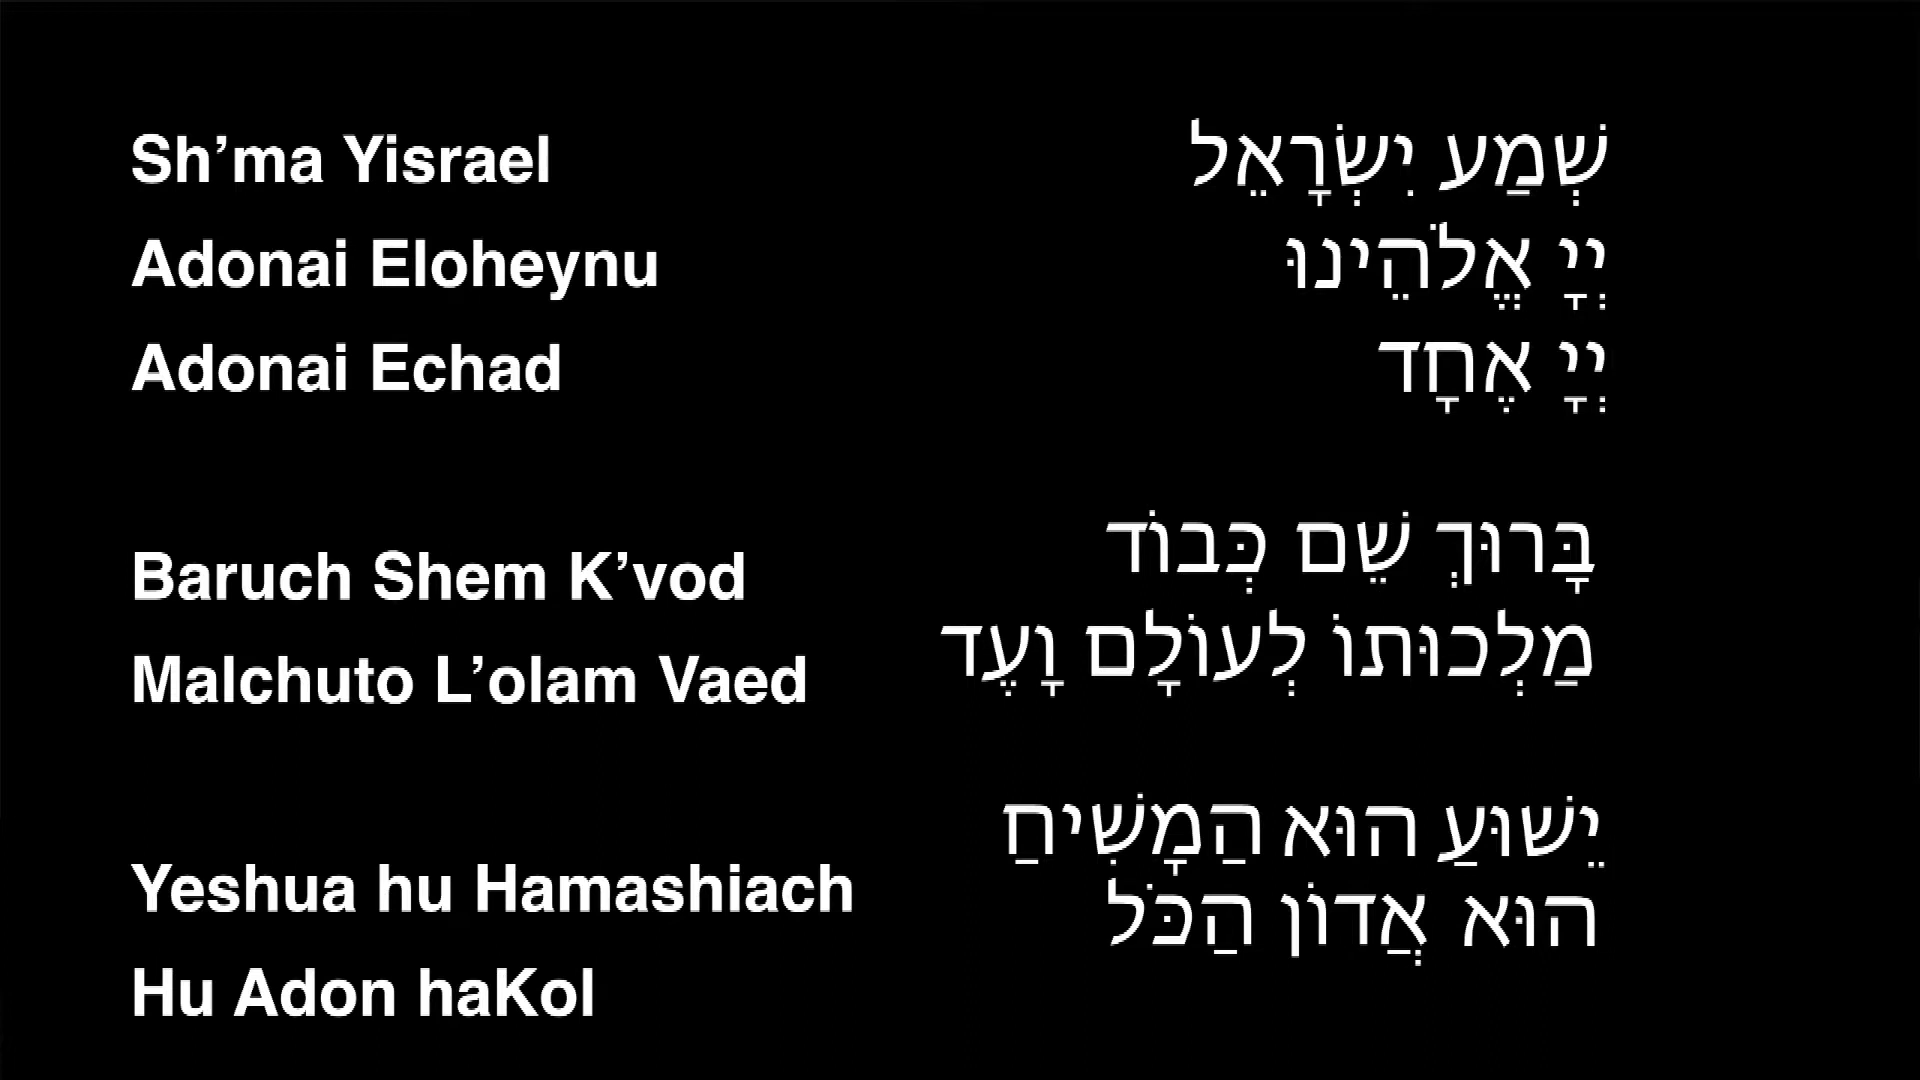 Sh’ma Yisrael
Adonai Eloheynu
Adonai Echad
Baruch Shem K’vod
Malchuto L’olam Vaed
Yeshua hu Hamashiach
Hu Adon haKol
שְׁמַע יִשְׂרָאֵל
יְיָ אֱלֹהֵינוּ
יְיָ אֶחָד
בָּרוּךְ שֵׁם כְּבוֹד
מַלְכוּתוֹ לְעוֹלָם וָעֶד
יֵשׁוּעַ הוּא הַמָשִׁיחַ
הוּא אֲדוֹן הַכֹּל